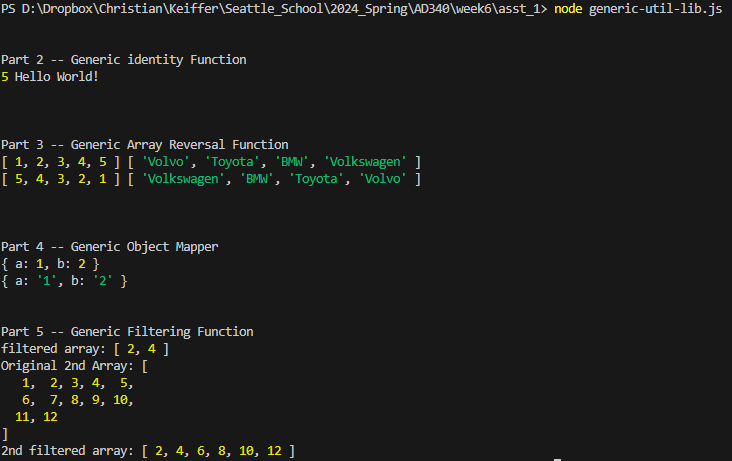 PS D:\Dropbox\Christian\Keiffer\Seattle_School\2024_Spring\AD340\week6\asst_1> node generic-util-lib.js
Part 2 -- Generic identity Function
5 Hello World!
Part 3 -- Generic Array Reversal Function
[ 1, 2, 3, 4, 5 ] [ 'Volvo', 'Toyota', 'BMW', 'Volkswagen' ]
[ 5, 4, 3, 2, 1 ] [ 'Volkswagen', 'BMW', 'Toyota', 'Volvo' ]
Part 4 -- Generic Object Mapper
{ a: 1, b: 2 }
{ a: '1', b: '2' }
Part 5 -- Generic Filtering Function
filtered array: [ 2, 4 ]
Original 2nd Array: [
   1,  2, 3, 4,  5,
   6,  7, 8, 9, 10,
  11, 12
]
2nd filtered array: [ 2, 4, 6, 8, 10, 12 ]